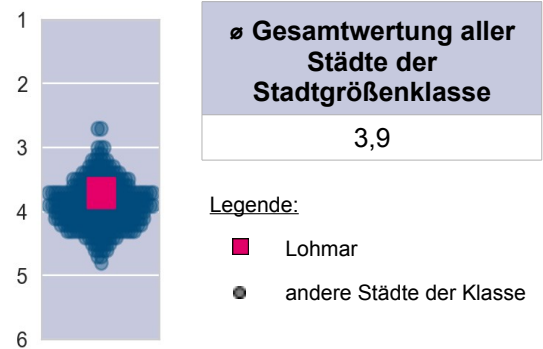 1
2
3
4
5
6
ø Gesamtwertung aller
Städte der
Stadtgrößenklasse
3,9
Legende:
Lohmar
andere Städte der Klasse